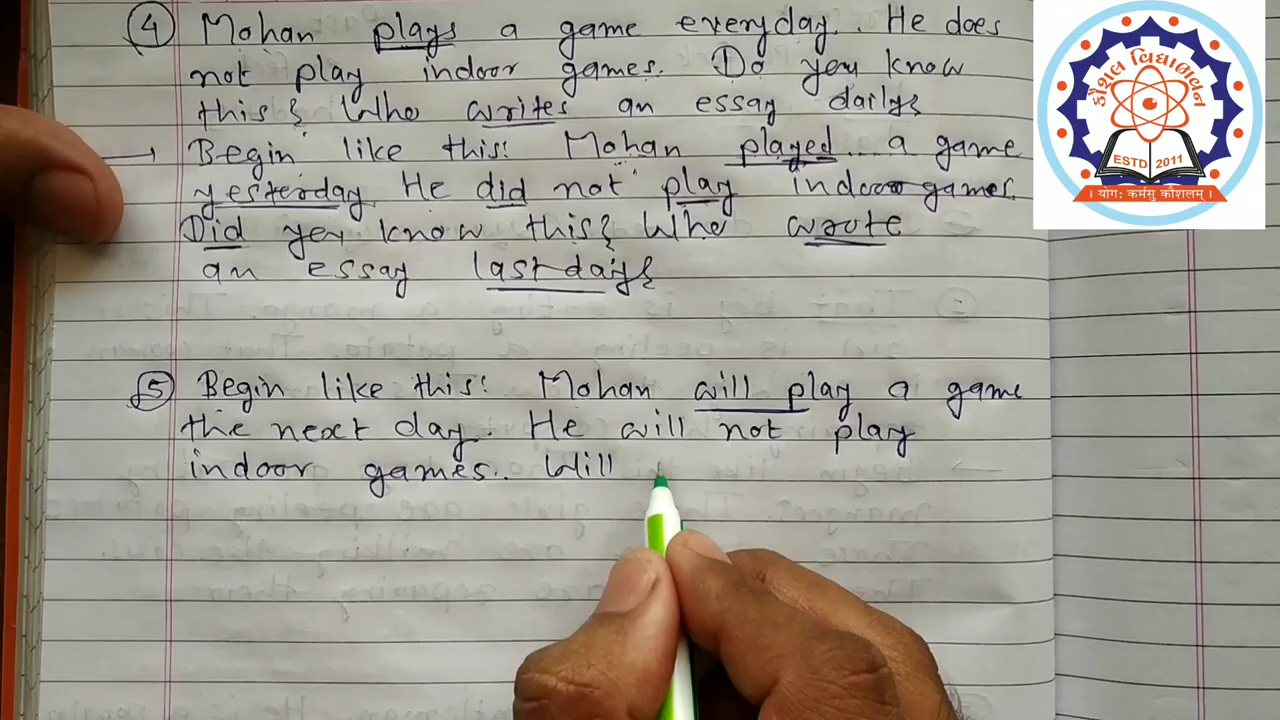 ④ Mohan plays a game everyday. He does
not play indoor games. Do you know
this? Who writes an essay daily?
→ Begin like this: Mohan played a game
yesterday. He did not play indoor games.
Did you know this? Who wrote
an essay last day?
⑤ Begin like this: Mohan will play a game
the next day. He will not play
indoor games. Will
કૌશલ વિદ્યાભવન
ESTD 2011
। योगः कर्मसु कौशलम् ।